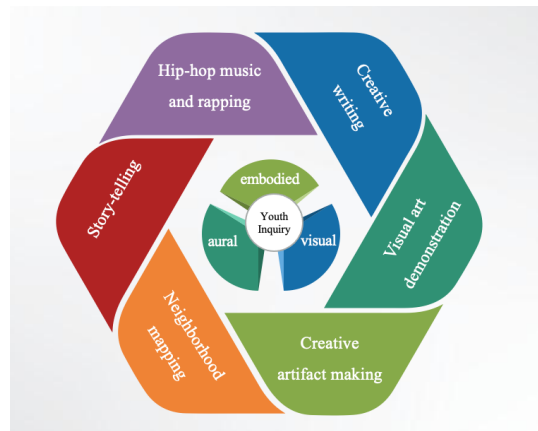 Hip-hop music
and rapping
Creative
writing
Visual art
demonstration
Creative
artifact making
Neighborhood
mapping
Story-telling
embodied
Youth
Inquiry
aural
visual